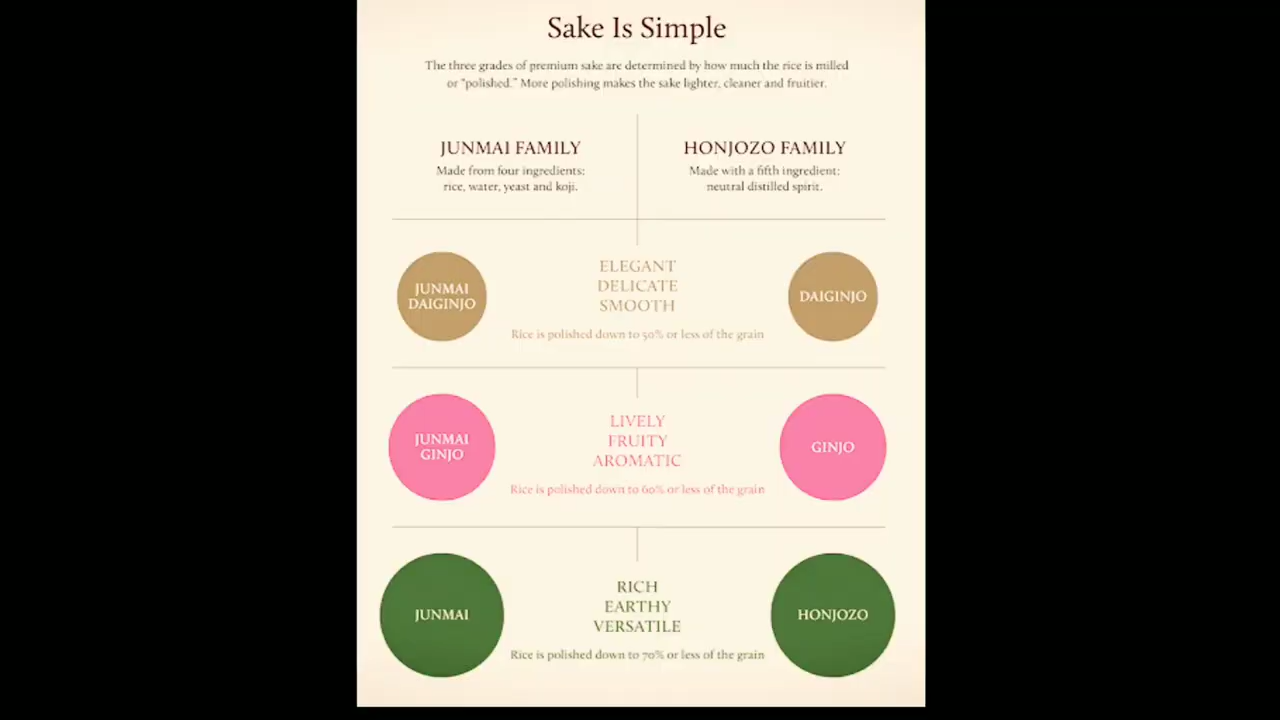 Sake Is Simple
The three grades of premium sake are determined by how much the rice is milled
or "polished." More polishing makes the sake lighter, cleaner and fruitier.
JUNMAI FAMILY
Made from four ingredients:
rice, water, yeast and koji.
HONJOZO FAMILY
Made with a fifth ingredient:
neutral distilled spirit.
JUNMAI
DAIGINJO
ELEGANT
DELICATE
SMOOTH
Rice is polished down to 50% or less of the grain
DAIGINJO
JUNMAI
GINJO
LIVELY
FRUITY
AROMATIC
Rice is polished down to 60% or less of the grain
GINJO
JUNMAI
RICH
EARTHY
VERSATILE
Rice is polished down to 70% or less of the grain
HONJOZO